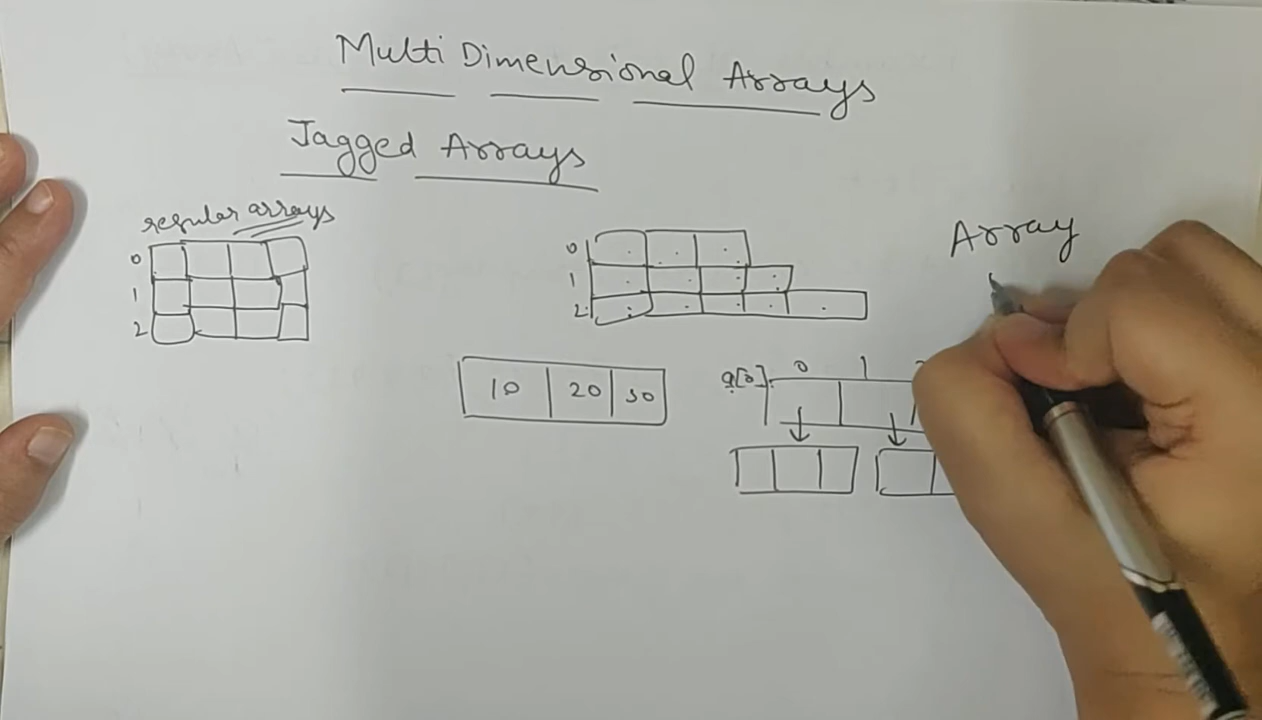 Multi Dimensional Arrays
Jagged Arrays
regular arrays
0
1
2
0
1
2
Array
10 20 30
a[0] 0 1